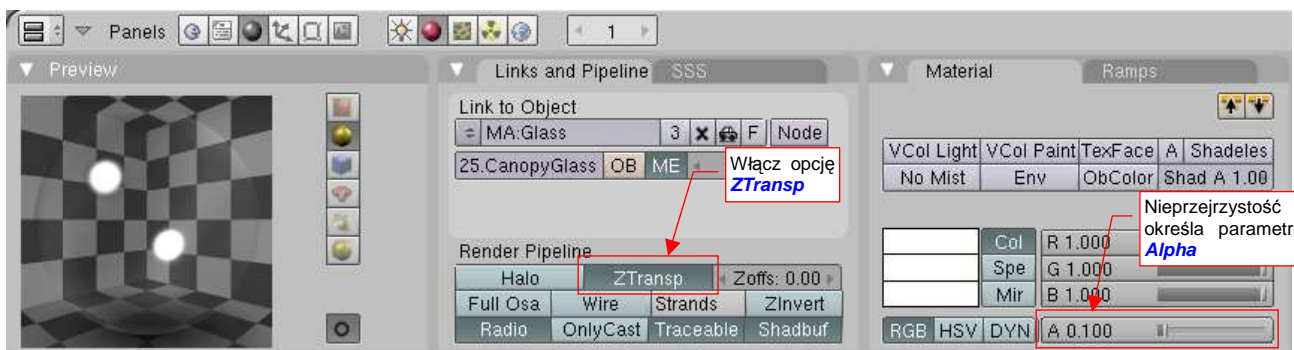 Panels 1
Preview
Links and Pipeline SSS
Material Ramps
Link to Object
MA:Glass 3 F Node
25.CanopyGlass OB ME
Włącz opcję
ZTransp
VCol Light VCol Paint TexFace A Shadeles
No Mist Env ObColor Shad A 1.00
Nieprzejrzystość
określa parametr
Alpha
Render Pipeline
Halo ZTransp Zoffs: 0.00
Full Osa Wire Strands ZInvert
Radio OnlyCast Traceable Shadbuf
Col R 1.000
Spe G 1.000
Mir B 1.000
RGB HSV DYN A 0.100